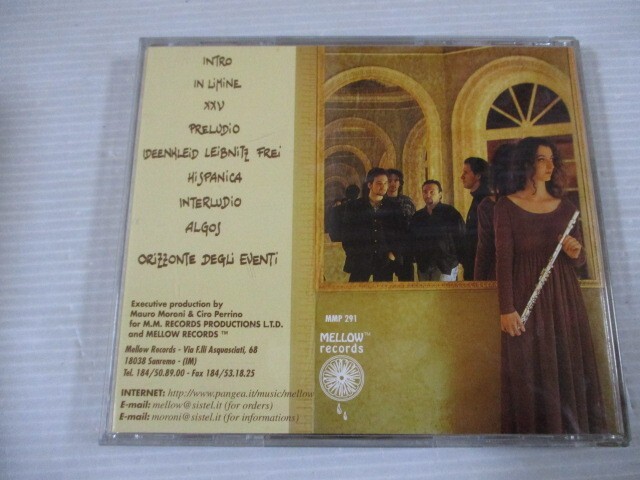 INTRO
IN LIMINE
XXV
PRELUDIO
IDEENKLEID LEIBNITZ FREI
HISPANICA
INTERLUDIO
ALGOS
ORIZZONTE DEGLI EVENTI
Executive production by
Mauro Moroni & Ciro Perrino
for M.M. RECORDS PRODUCTIONS L.T.D.
and MELLOW RECORDS ™
Mellow Records - Via F.lli Asquasciati, 68
18038 Sanremo - (IM)
Tel. 184/50.89.00 - Fax 184/53.18.25
INTERNET: http://www.pangea.it/music/mellow
E-mail: mellow@sistel.it (for orders)
E-mail: moroni@sistel.it (for informations)
MMP 291
MELLOW™
records